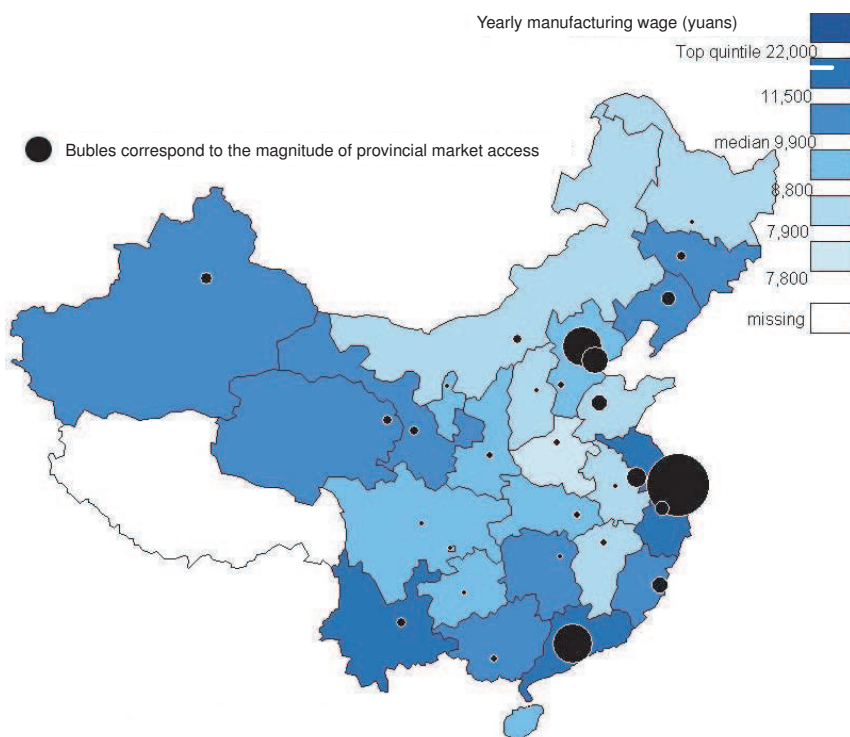 Yearly manufacturing wage (yuans)
Top quintile 22,000
11,500
Bubles correspond to the magnitude of provincial market access
median 9,900
8,800
7,900
7,800
missing